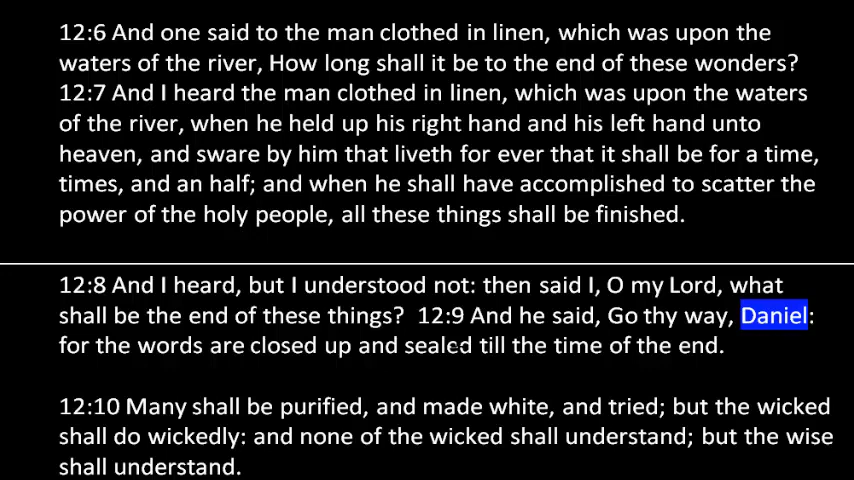 12:6 And one said to the man clothed in linen, which was upon the
waters of the river, How long shall it be to the end of these wonders?
12:7 And I heard the man clothed in linen, which was upon the waters
of the river, when he held up his right hand and his left hand unto
heaven, and sware by him that liveth for ever that it shall be for a time,
times, and an half; and when he shall have accomplished to scatter the
power of the holy people, all these things shall be finished.
12:8 And I heard, but I understood not: then said I, O my Lord, what
shall be the end of these things?  12:9 And he said, Go thy way, Daniel:
for the words are closed up and sealed till the time of the end.
12:10 Many shall be purified, and made white, and tried; but the wicked
shall do wickedly: and none of the wicked shall understand; but the wise
shall understand.